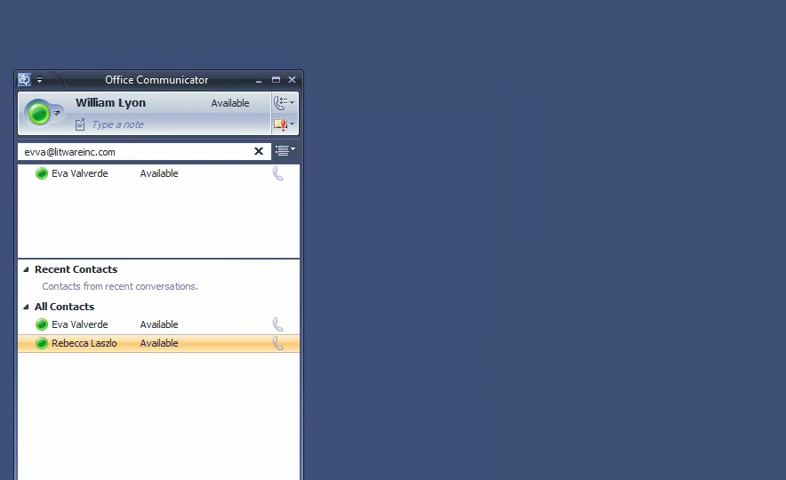 Office Communicator
William Lyon Available
Type a note
evva@litwareinc.com
Eva Valverde Available
Recent Contacts
Contacts from recent conversations.
All Contacts
Eva Valverde Available
Rebecca Laszlo Available